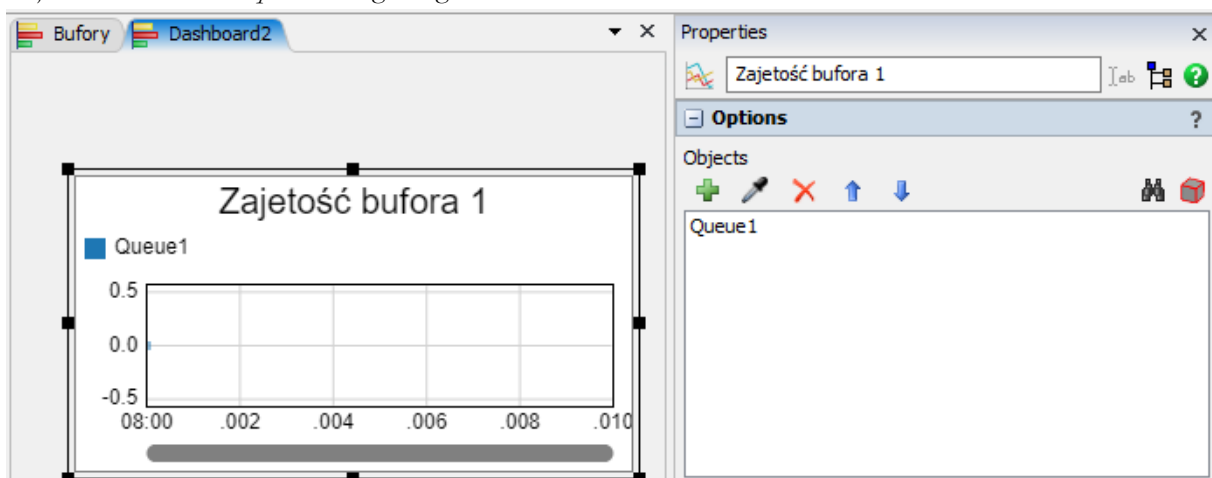 Bufory Dashboard2
Zajetość bufora 1
Queue1
0.5
0.0
-0.5
08:00 .002 .004 .006 .008 .010
Properties
Zajetość bufora 1
Options ?
Objects
Queue1